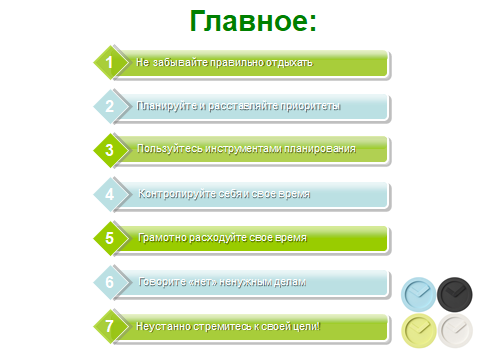 Главное:
1 Не забывайте правильно отдыхать
2 Планируйте и расставляйте приоритеты
3 Пользуйтесь инструментами планирования
4 Контролируйте себя и свое время
5 Грамотно расходуйте свое время
6 Говорите «нет» ненужным делам
7 Неустанно стремитесь к своей цели!